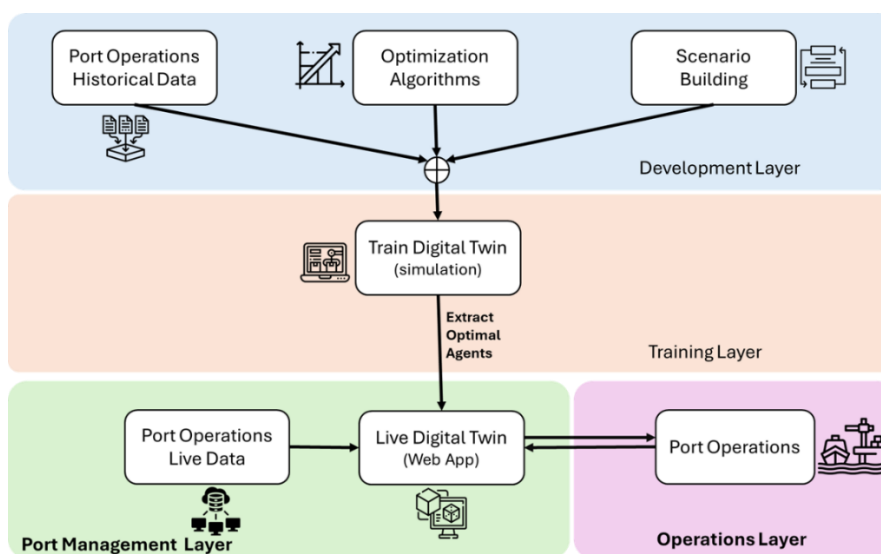 Port Operations
Historical Data
Optimization
Algorithms
Scenario
Building
Development Layer
Train Digital Twin
(simulation)
Extract
Optimal
Agents
Training Layer
Port Operations
Live Data
Live Digital Twin
(Web App)
Port Operations
Port Management Layer
Operations Layer